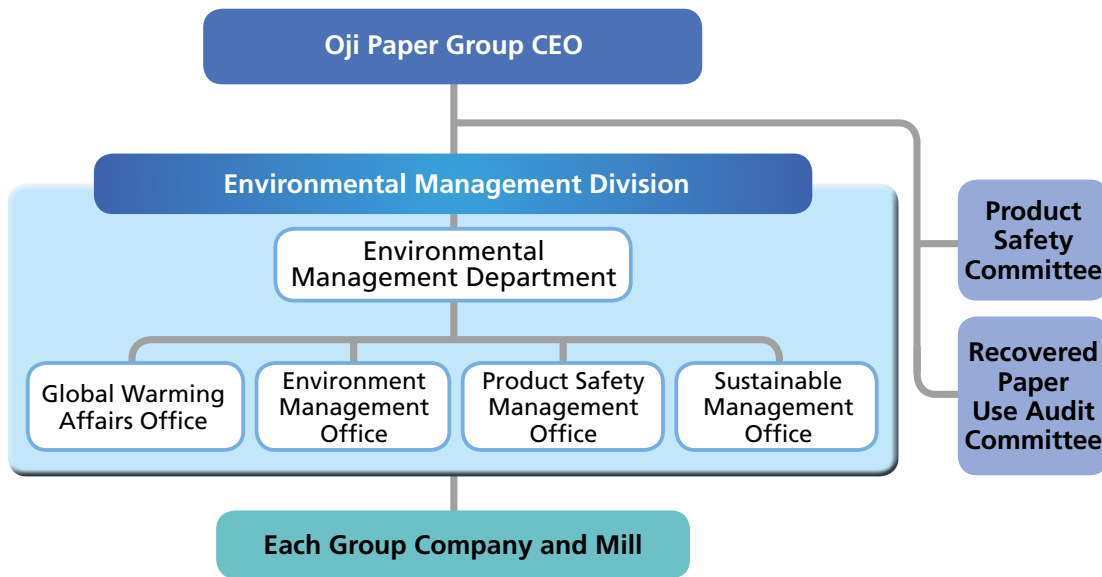 Oji Paper Group CEO
Environmental Management Division
Environmental
Management Department
Global Warming
Affairs Office
Environment
Management
Office
Product Safety
Management
Office
Sustainable
Management
Office
Each Group Company and Mill
Product
Safety
Committee
Recovered
Paper
Use Audit
Committee